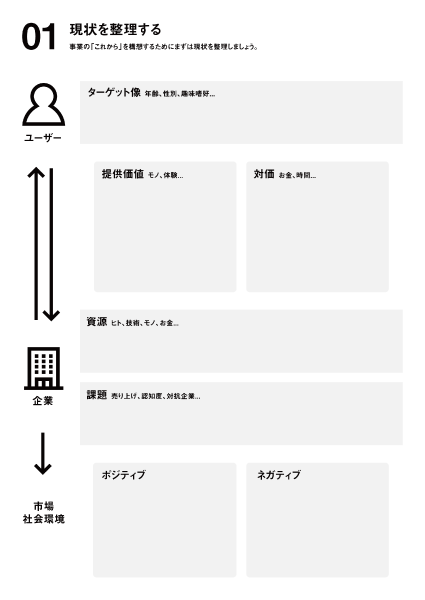 01 現状を整理する
事業の「これから」を構想するためにまずは現状を整理しましょう。
ターゲット像 年齢、性別、趣味嗜好...
ユーザー
提供価値 モノ、体験...
対価 お金、時間...
資源 ヒト、技術、モノ、お金...
企業
課題 売り上げ、認知度、対抗企業...
ポジティブ
ネガティブ
市場
社会環境